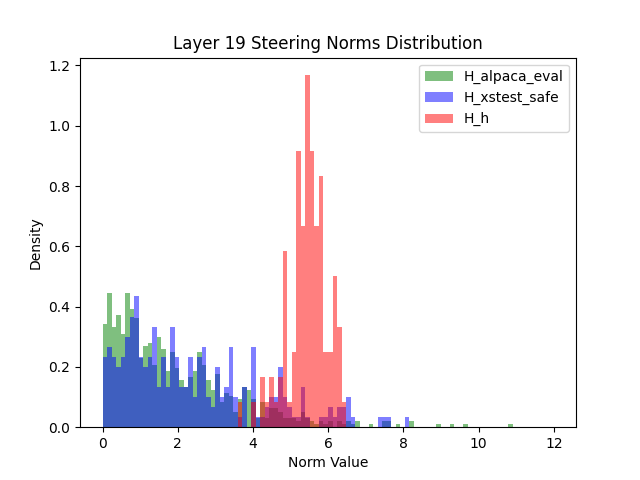 Layer 19 Steering Norms Distribution
H_alpaca_eval
H_xstest_safe
H_h
Density
1.2
1.0
0.8
0.6
0.4
0.2
0.0
0
2
4
6
8
10
12
Norm Value